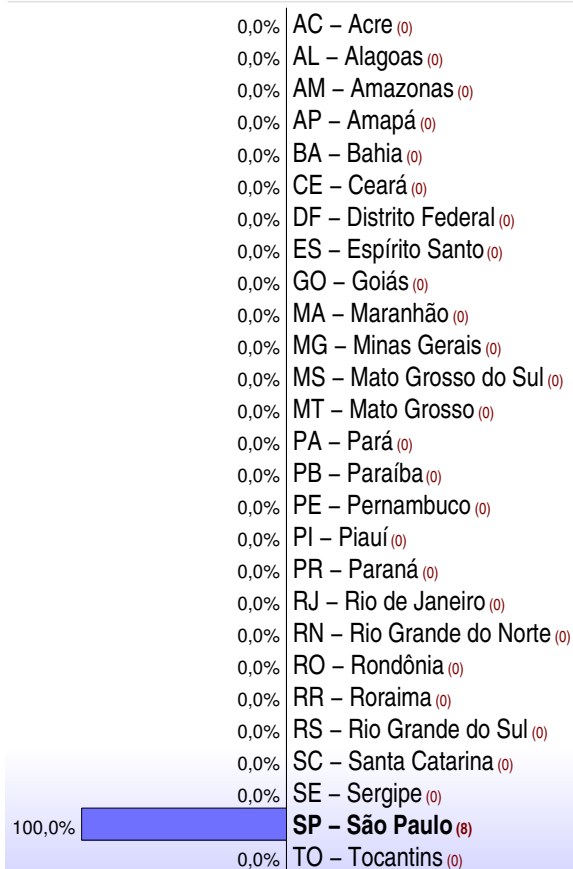 0,0% AC – Acre (0)
0,0% AL – Alagoas (0)
0,0% AM – Amazonas (0)
0,0% AP – Amapá (0)
0,0% BA – Bahia (0)
0,0% CE – Ceará (0)
0,0% DF – Distrito Federal (0)
0,0% ES – Espírito Santo (0)
0,0% GO – Goiás (0)
0,0% MA – Maranhão (0)
0,0% MG – Minas Gerais (0)
0,0% MS – Mato Grosso do Sul (0)
0,0% MT – Mato Grosso (0)
0,0% PA – Pará (0)
0,0% PB – Paraíba (0)
0,0% PE – Pernambuco (0)
0,0% PI – Piauí (0)
0,0% PR – Paraná (0)
0,0% RJ – Rio de Janeiro (0)
0,0% RN – Rio Grande do Norte (0)
0,0% RO – Rondônia (0)
0,0% RR – Roraima (0)
0,0% RS – Rio Grande do Sul (0)
0,0% SC – Santa Catarina (0)
0,0% SE – Sergipe (0)
100,0% SP – São Paulo (8)
0,0% TO – Tocantins (0)